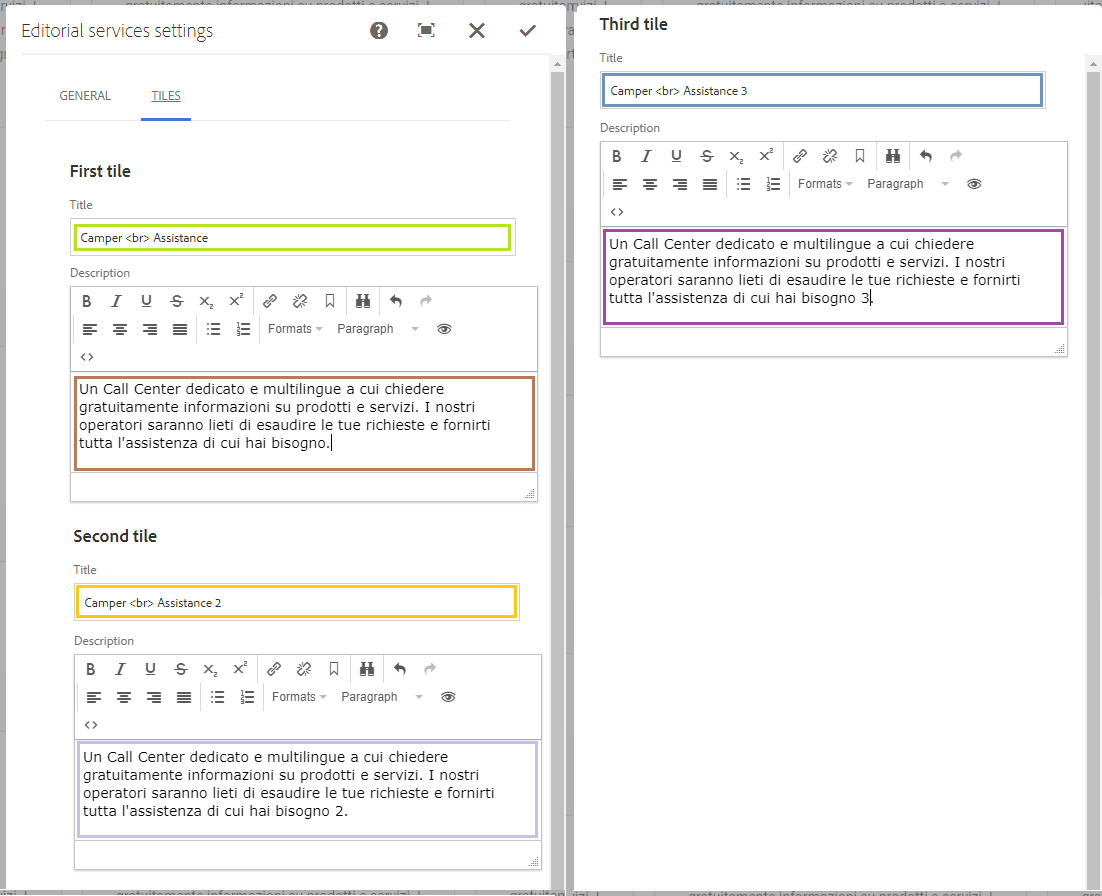 Editorial services settings
GENERAL
TILES
First tile
Title
Camper <br> Assistance
Description
B I U S X₂ X²
Formats Paragraph
<>
Un Call Center dedicato e multilingue a cui chiedere
gratuitamente informazioni su prodotti e servizi. I nostri
operatori saranno lieti di esaudire le tue richieste e fornirti
tutta l'assistenza di cui hai bisogno.
Second tile
Title
Camper <br> Assistance 2
Description
B I U S X₂ X²
Formats Paragraph
<>
Un Call Center dedicato e multilingue a cui chiedere
gratuitamente informazioni su prodotti e servizi. I nostri
operatori saranno lieti di esaudire le tue richieste e fornirti
tutta l'assistenza di cui hai bisogno 2.
Third tile
Title
Camper <br> Assistance 3
Description
B I U S X₂ X²
Formats Paragraph
<>
Un Call Center dedicato e multilingue a cui chiedere
gratuitamente informazioni su prodotti e servizi. I nostri
operatori saranno lieti di esaudire le tue richieste e fornirti
tutta l'assistenza di cui hai bisogno 3.